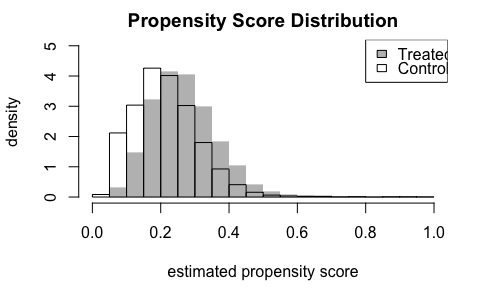 Propensity Score Distribution
Treated
Control
density
5
4
3
2
1
0
0.0 0.2 0.4 0.6 0.8 1.0
estimated propensity score